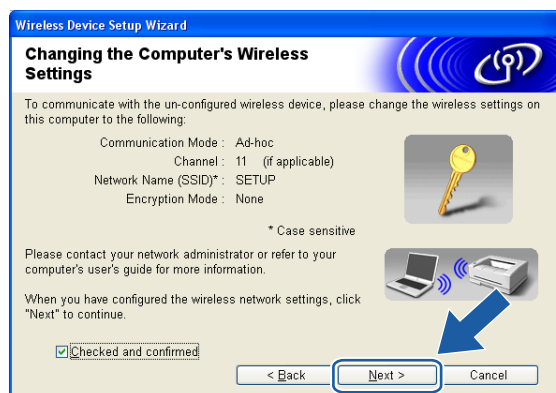 Wireless Device Setup Wizard
Changing the Computer's Wireless
Settings
To communicate with the un-configured wireless device, please change the wireless settings on
this computer to the following:
Communication Mode : Ad-hoc
Channel : 11 (if applicable)
Network Name (SSID)* : SETUP
Encryption Mode : None
* Case sensitive
Please contact your network administrator or refer to your
computer's user's guide for more information.
When you have configured the wireless network settings, click
"Next" to continue.
Checked and confirmed
< Back Next > Cancel